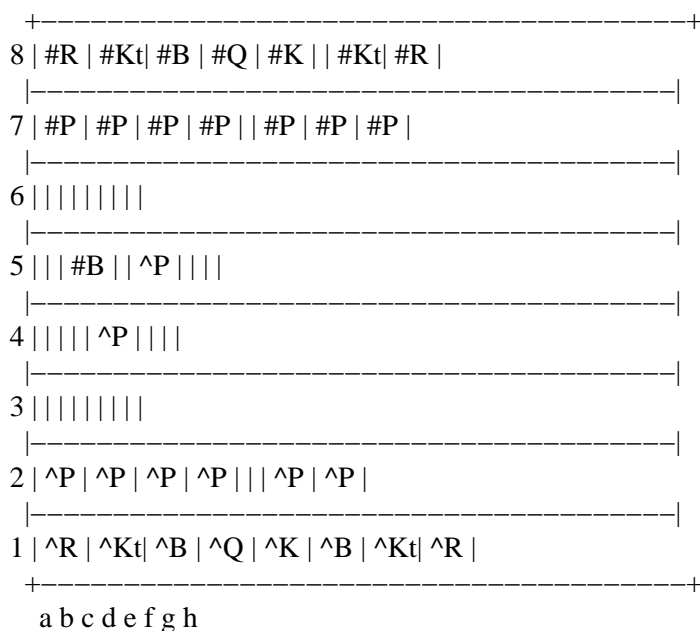 +−−−−−−−−−−−−−−−−−−−−−−−−−−−−−−−−−−−−−−−+
8 | #R | #Kt| #B | #Q | #K | | #Kt| #R |
|−−−−−−−−−−−−−−−−−−−−−−−−−−−−−−−−−−−−−−−|
7 | #P | #P | #P | #P | | #P | #P | #P |
|−−−−−−−−−−−−−−−−−−−−−−−−−−−−−−−−−−−−−−−|
6 | | | | | | | | |
|−−−−−−−−−−−−−−−−−−−−−−−−−−−−−−−−−−−−−−−|
5 | | | #B | | ^P | | | |
|−−−−−−−−−−−−−−−−−−−−−−−−−−−−−−−−−−−−−−−|
4 | | | | | ^P | | | |
|−−−−−−−−−−−−−−−−−−−−−−−−−−−−−−−−−−−−−−−|
3 | | | | | | | | |
|−−−−−−−−−−−−−−−−−−−−−−−−−−−−−−−−−−−−−−−|
2 | ^P | ^P | ^P | ^P | | | ^P | ^P |
|−−−−−−−−−−−−−−−−−−−−−−−−−−−−−−−−−−−−−−−|
1 | ^R | ^Kt| ^B | ^Q | ^K | ^B | ^Kt| ^R |
+−−−−−−−−−−−−−−−−−−−−−−−−−−−−−−−−−−−−−−−+
a b c d e f g h